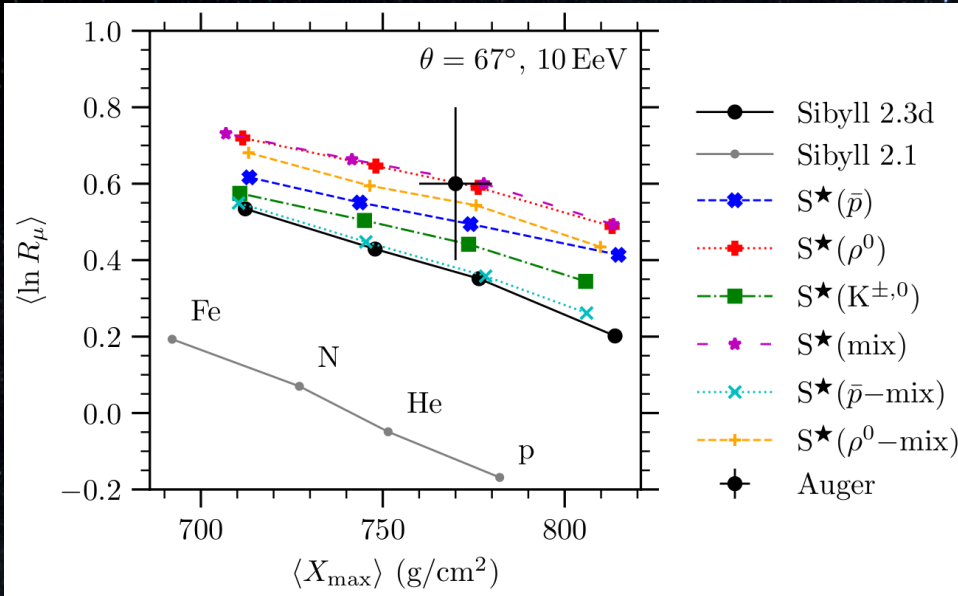 θ = 67°, 10 EeV
1.0
0.8
0.6
0.4
0.2
0.0
−0.2
⟨ln R_μ⟩
Fe
N
He
p
700
750
800
⟨X_max⟩ (g/cm²)
Sibyll 2.3d
Sibyll 2.1
S★(p̄)
S★(ρ⁰)
S★(K^±,0)
S★(mix)
S★(p̄−mix)
S★(ρ⁰−mix)
Auger